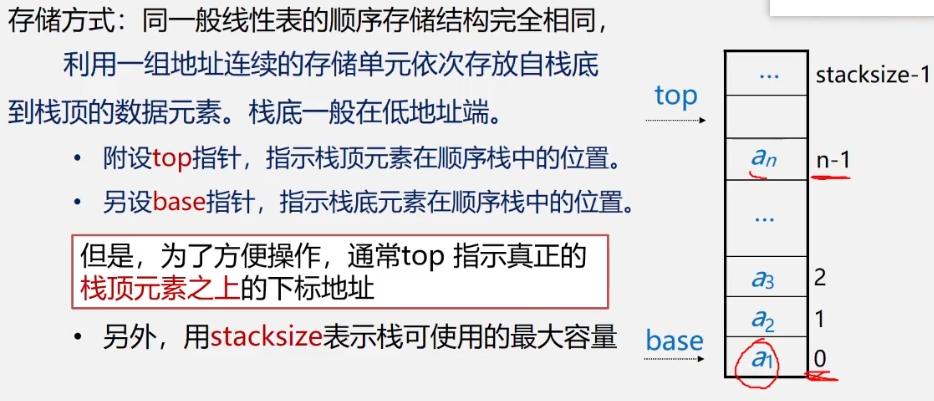 存储方式：同一般线性表的顺序存储结构完全相同，
利用一组地址连续的存储单元依次存放自栈底
到栈顶的数据元素。栈底一般在低地址端。
• 附设top指针，指示栈顶元素在顺序栈中的位置。
• 另设base指针，指示栈底元素在顺序栈中的位置。
但是，为了方便操作，通常top 指示真正的
栈顶元素之上的下标地址
• 另外，用stacksize表示栈可使用的最大容量
... stacksize-1
top
an n-1
...
a3 2
a2 1
base a1 0